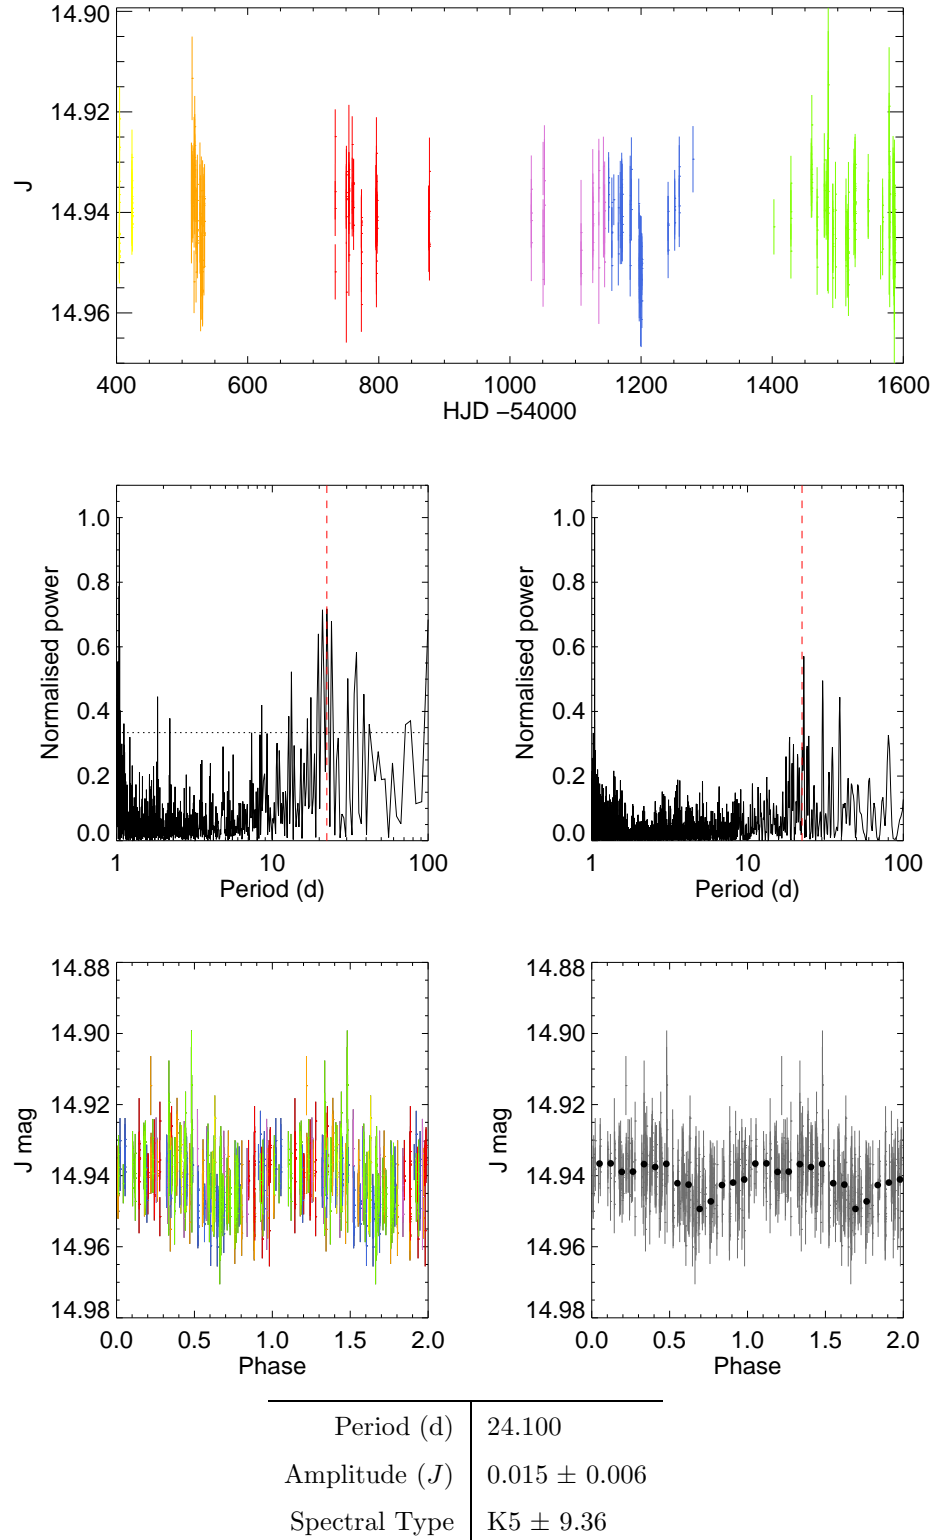 14.90
14.92
14.94
14.96
J
400 600 800 1000 1200 1400 1600
HJD −54000
1.0
0.8
0.6
0.4
0.2
0.0
Normalised power
1 10 100
Period (d)
1.0
0.8
0.6
0.4
0.2
0.0
Normalised power
1 10 100
Period (d)
14.88
14.90
14.92
14.94
14.96
14.98
J mag
0.0 0.5 1.0 1.5 2.0
Phase
14.88
14.90
14.92
14.94
14.96
14.98
J mag
0.0 0.5 1.0 1.5 2.0
Phase
Period (d) 24.100
Amplitude (J) 0.015 ± 0.006
Spectral Type K5 ± 9.36